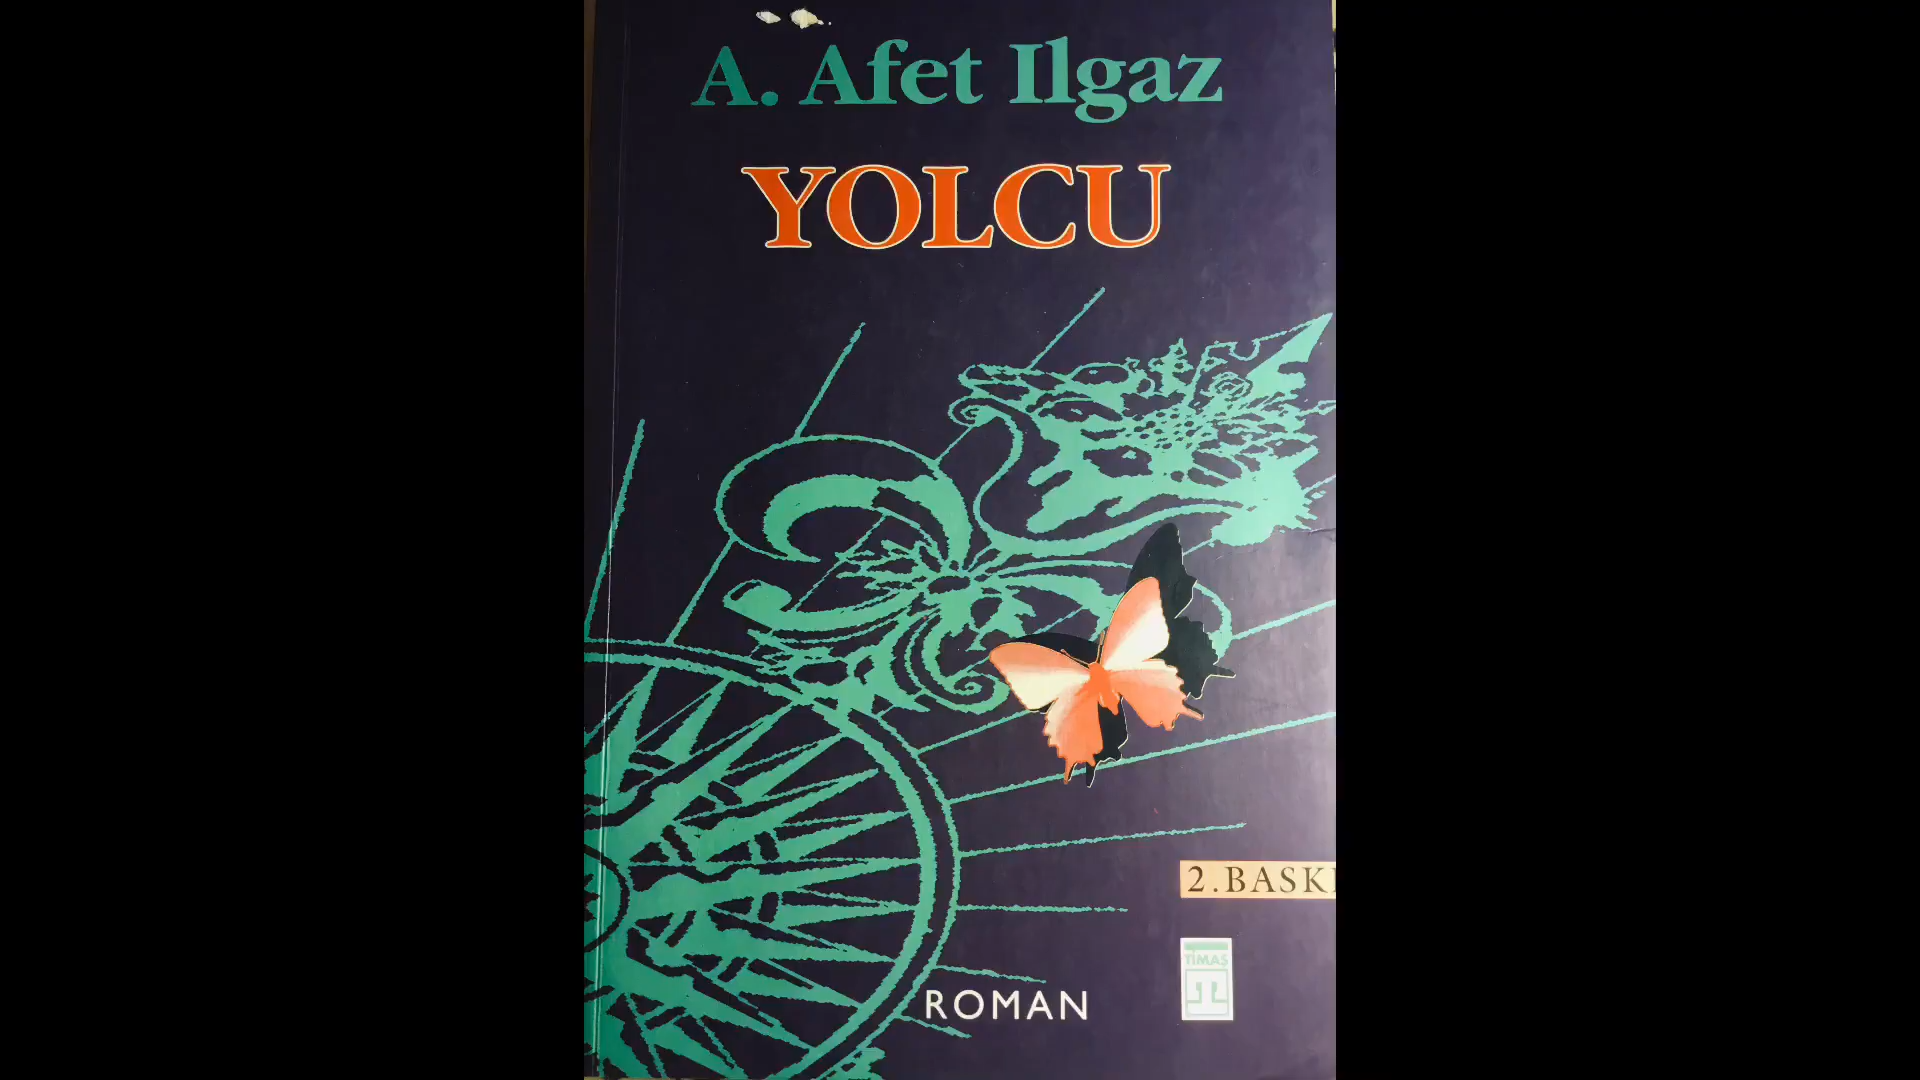 A. Afet Ilgaz
YOLCU
2.BASKI
TİMAŞ
ROMAN